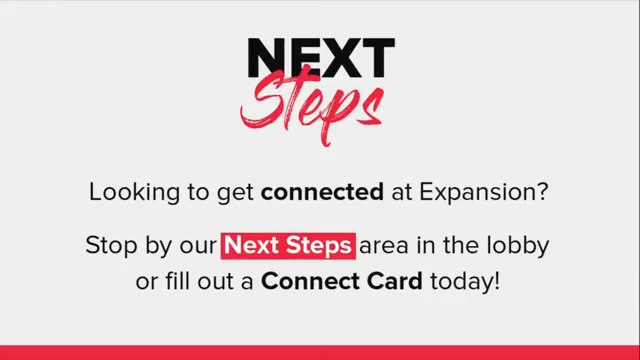 NEXT
Steps
Looking to get connected at Expansion?
Stop by our Next Steps area in the lobby
or fill out a Connect Card today!